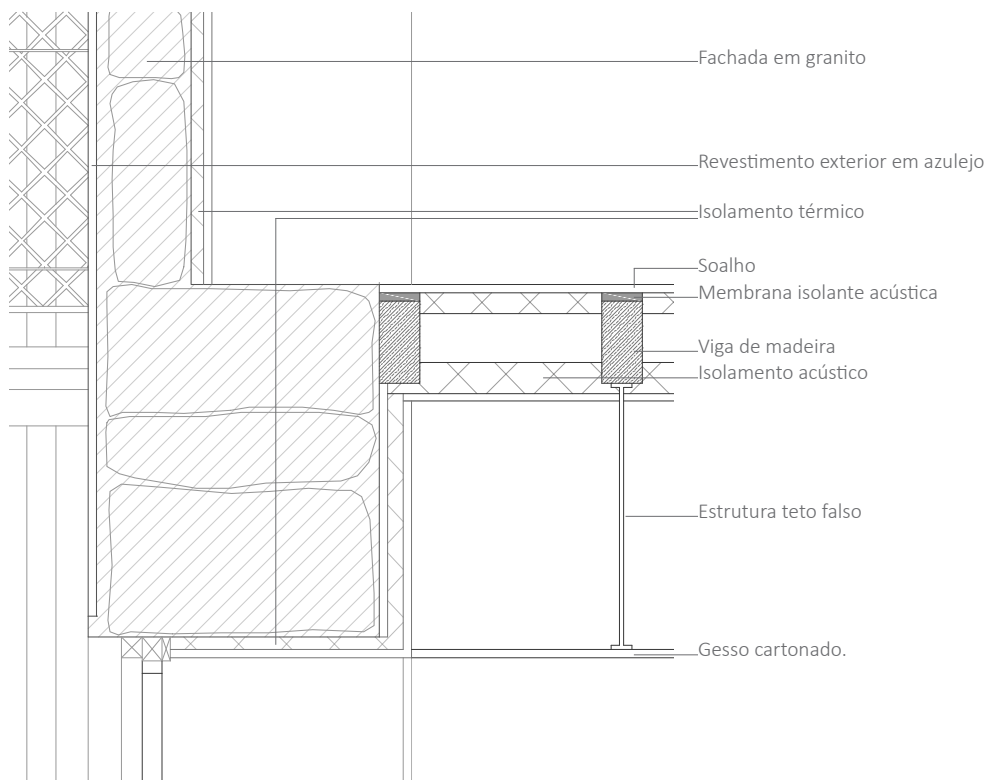 Fachada em granito
Revestimento exterior em azulejo
Isolamento térmico
Soalho
Membrana isolante acústica
Viga de madeira
Isolamento acústico
Estrutura teto falso
Gesso cartonado.